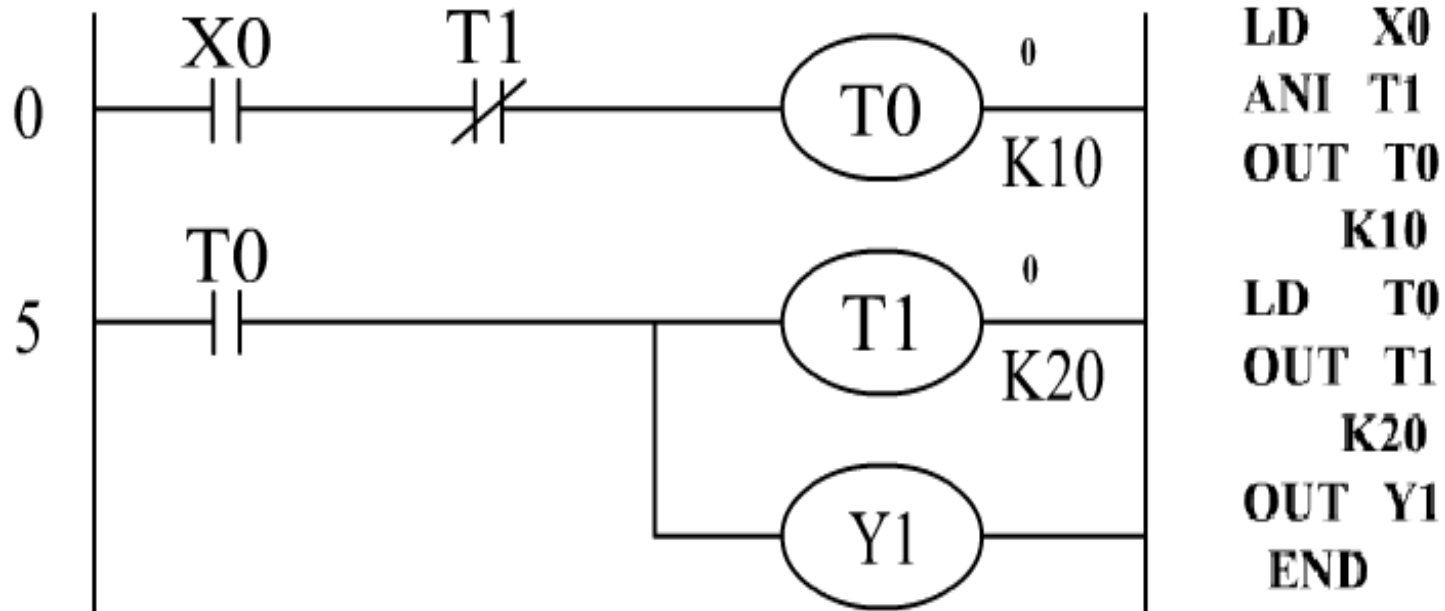 X0 T1 0
0 T0
K10
T0 0
5 T1
K20
Y1
LD X0
ANI T1
OUT T0
K10
LD T0
OUT T1
K20
OUT Y1
END